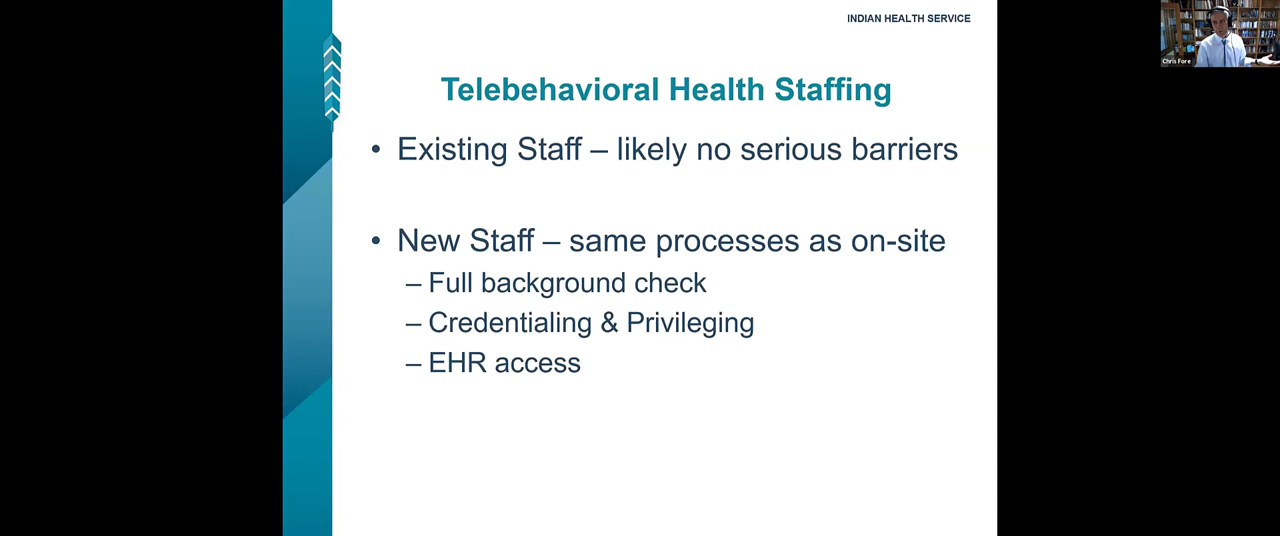 INDIAN HEALTH SERVICE
Chris Fore
Telebehavioral Health Staffing
• Existing Staff – likely no serious barriers
• New Staff – same processes as on-site
– Full background check
– Credentialing & Privileging
– EHR access